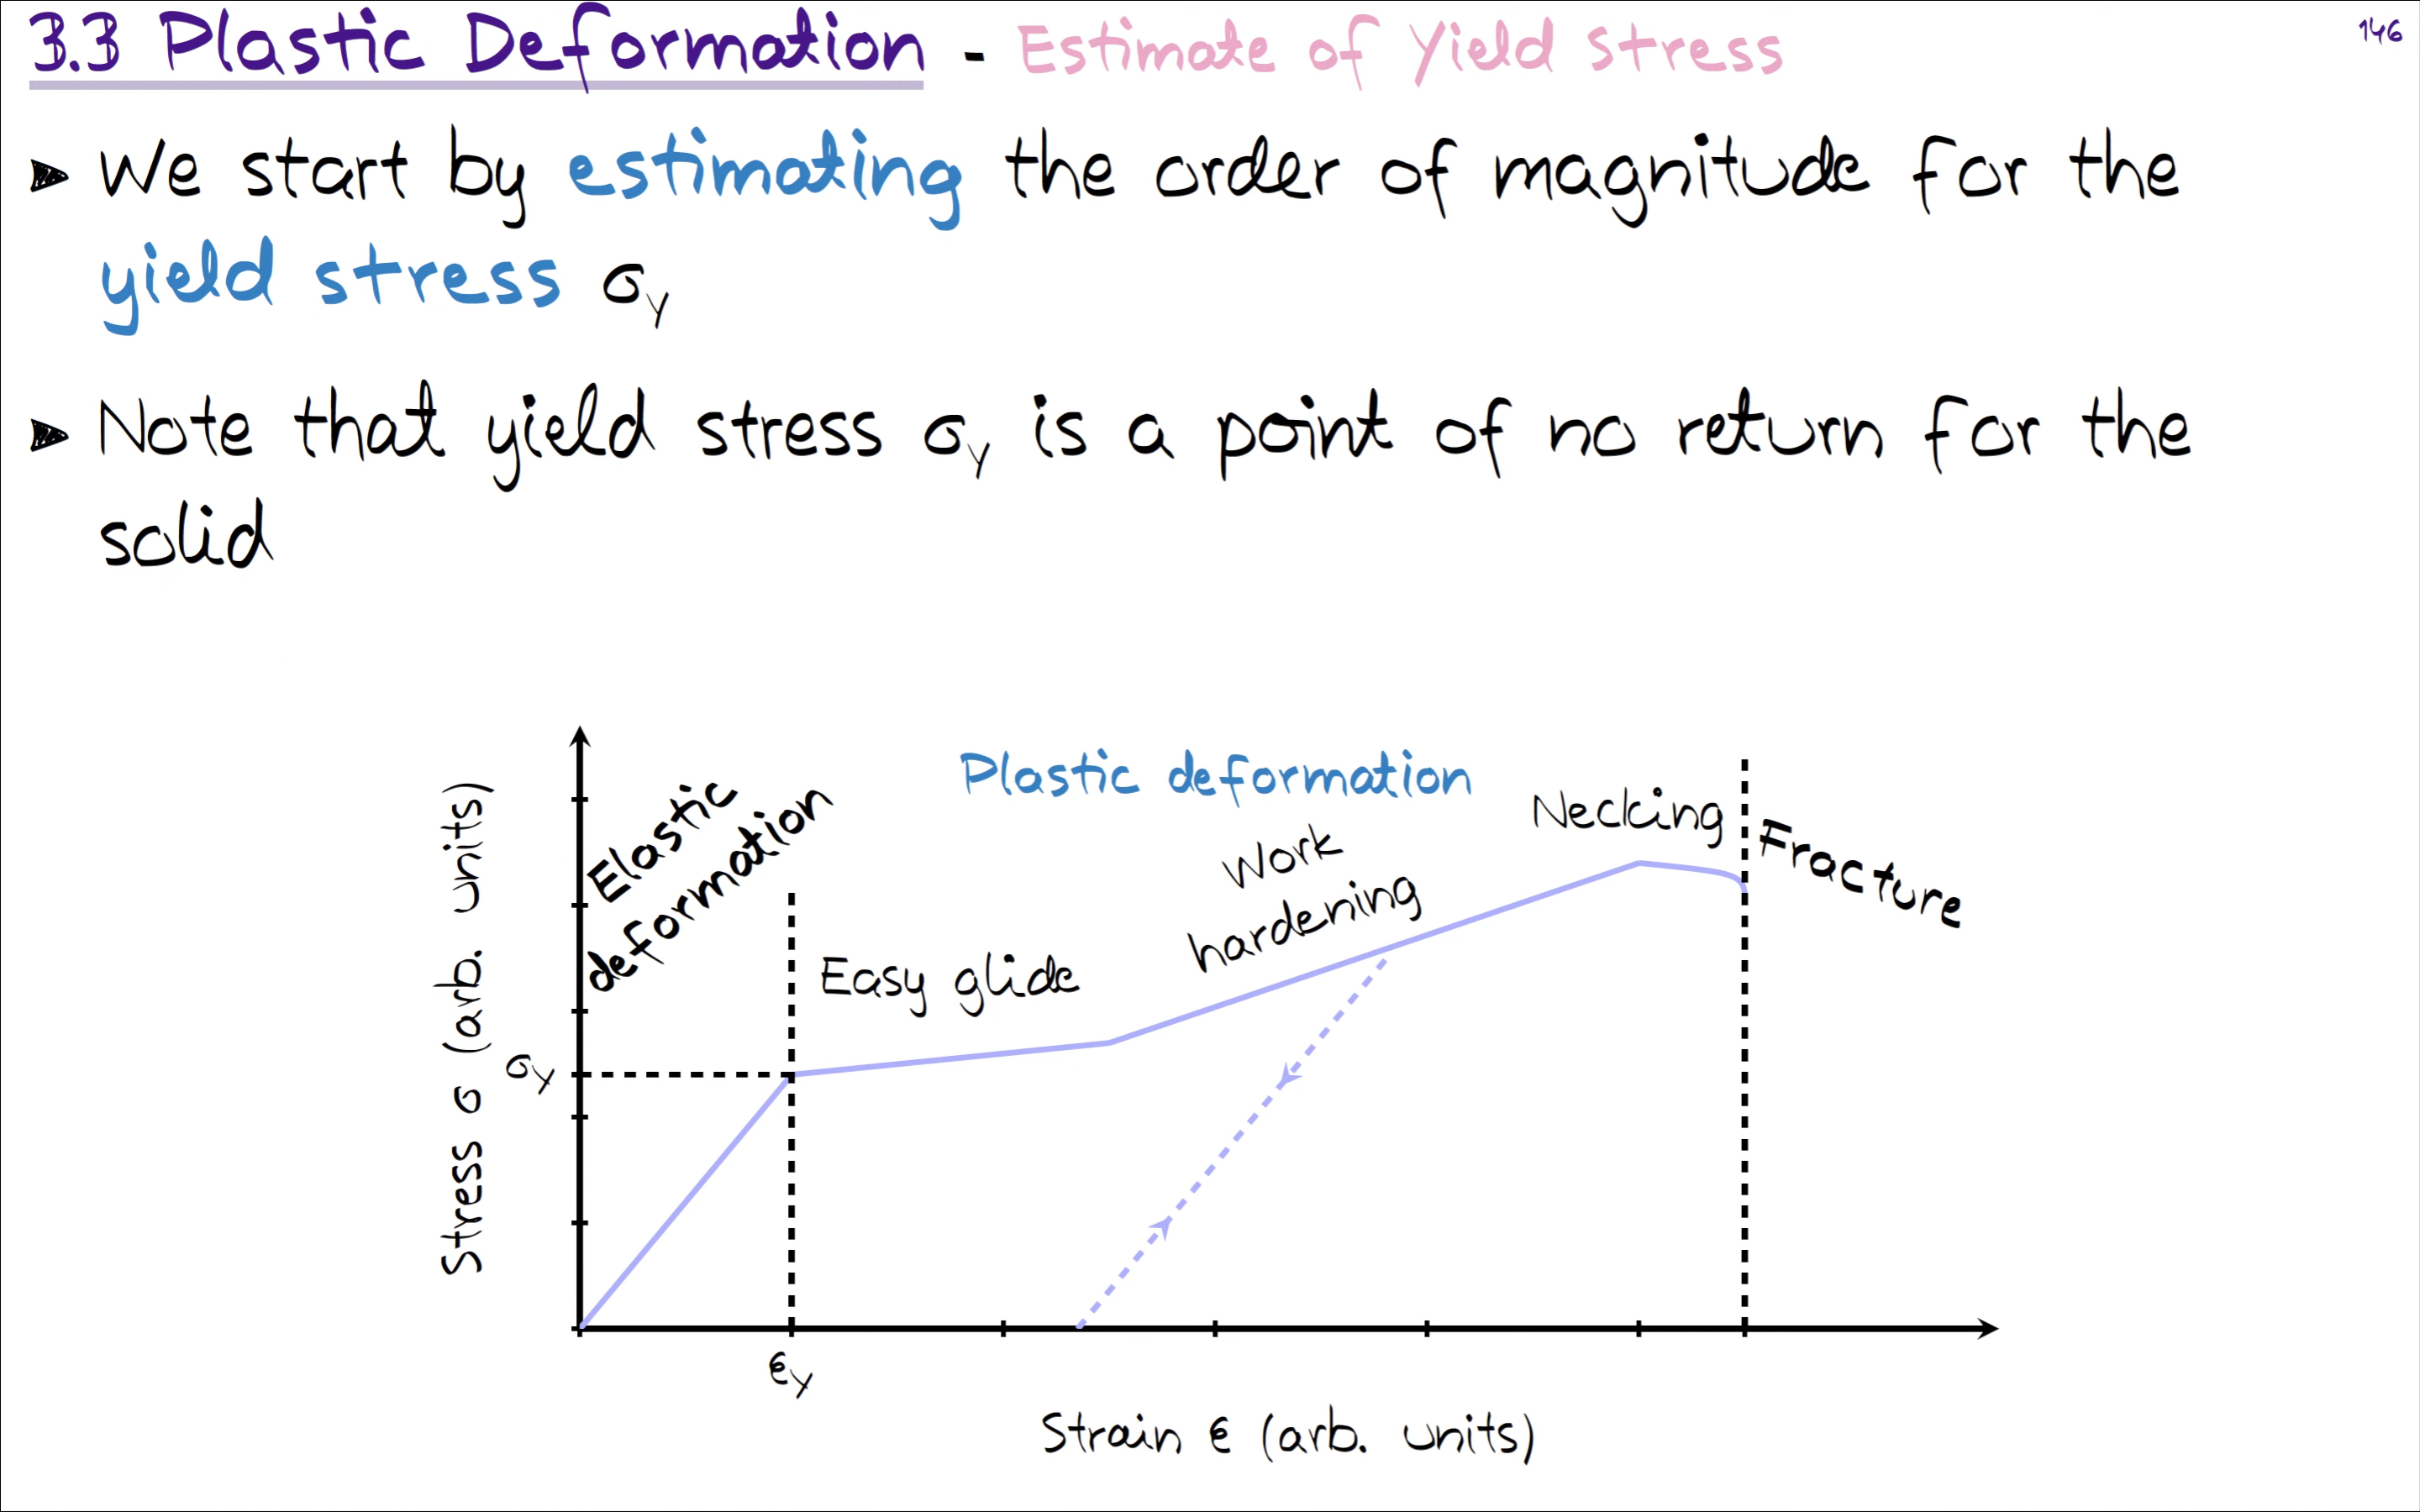 3.3 Plastic Deformation - Estimate of Yield Stress
146
▶ We start by estimating the order of magnitude for the
yield stress σy
▶ Note that yield stress σy is a point of no return for the
solid
Plastic deformation
Elastic
deformation
Easy glide
Work
hardening
Necking
Fracture
Stress σ (arb. units)
σy
ϵy
Strain ϵ (arb. units)